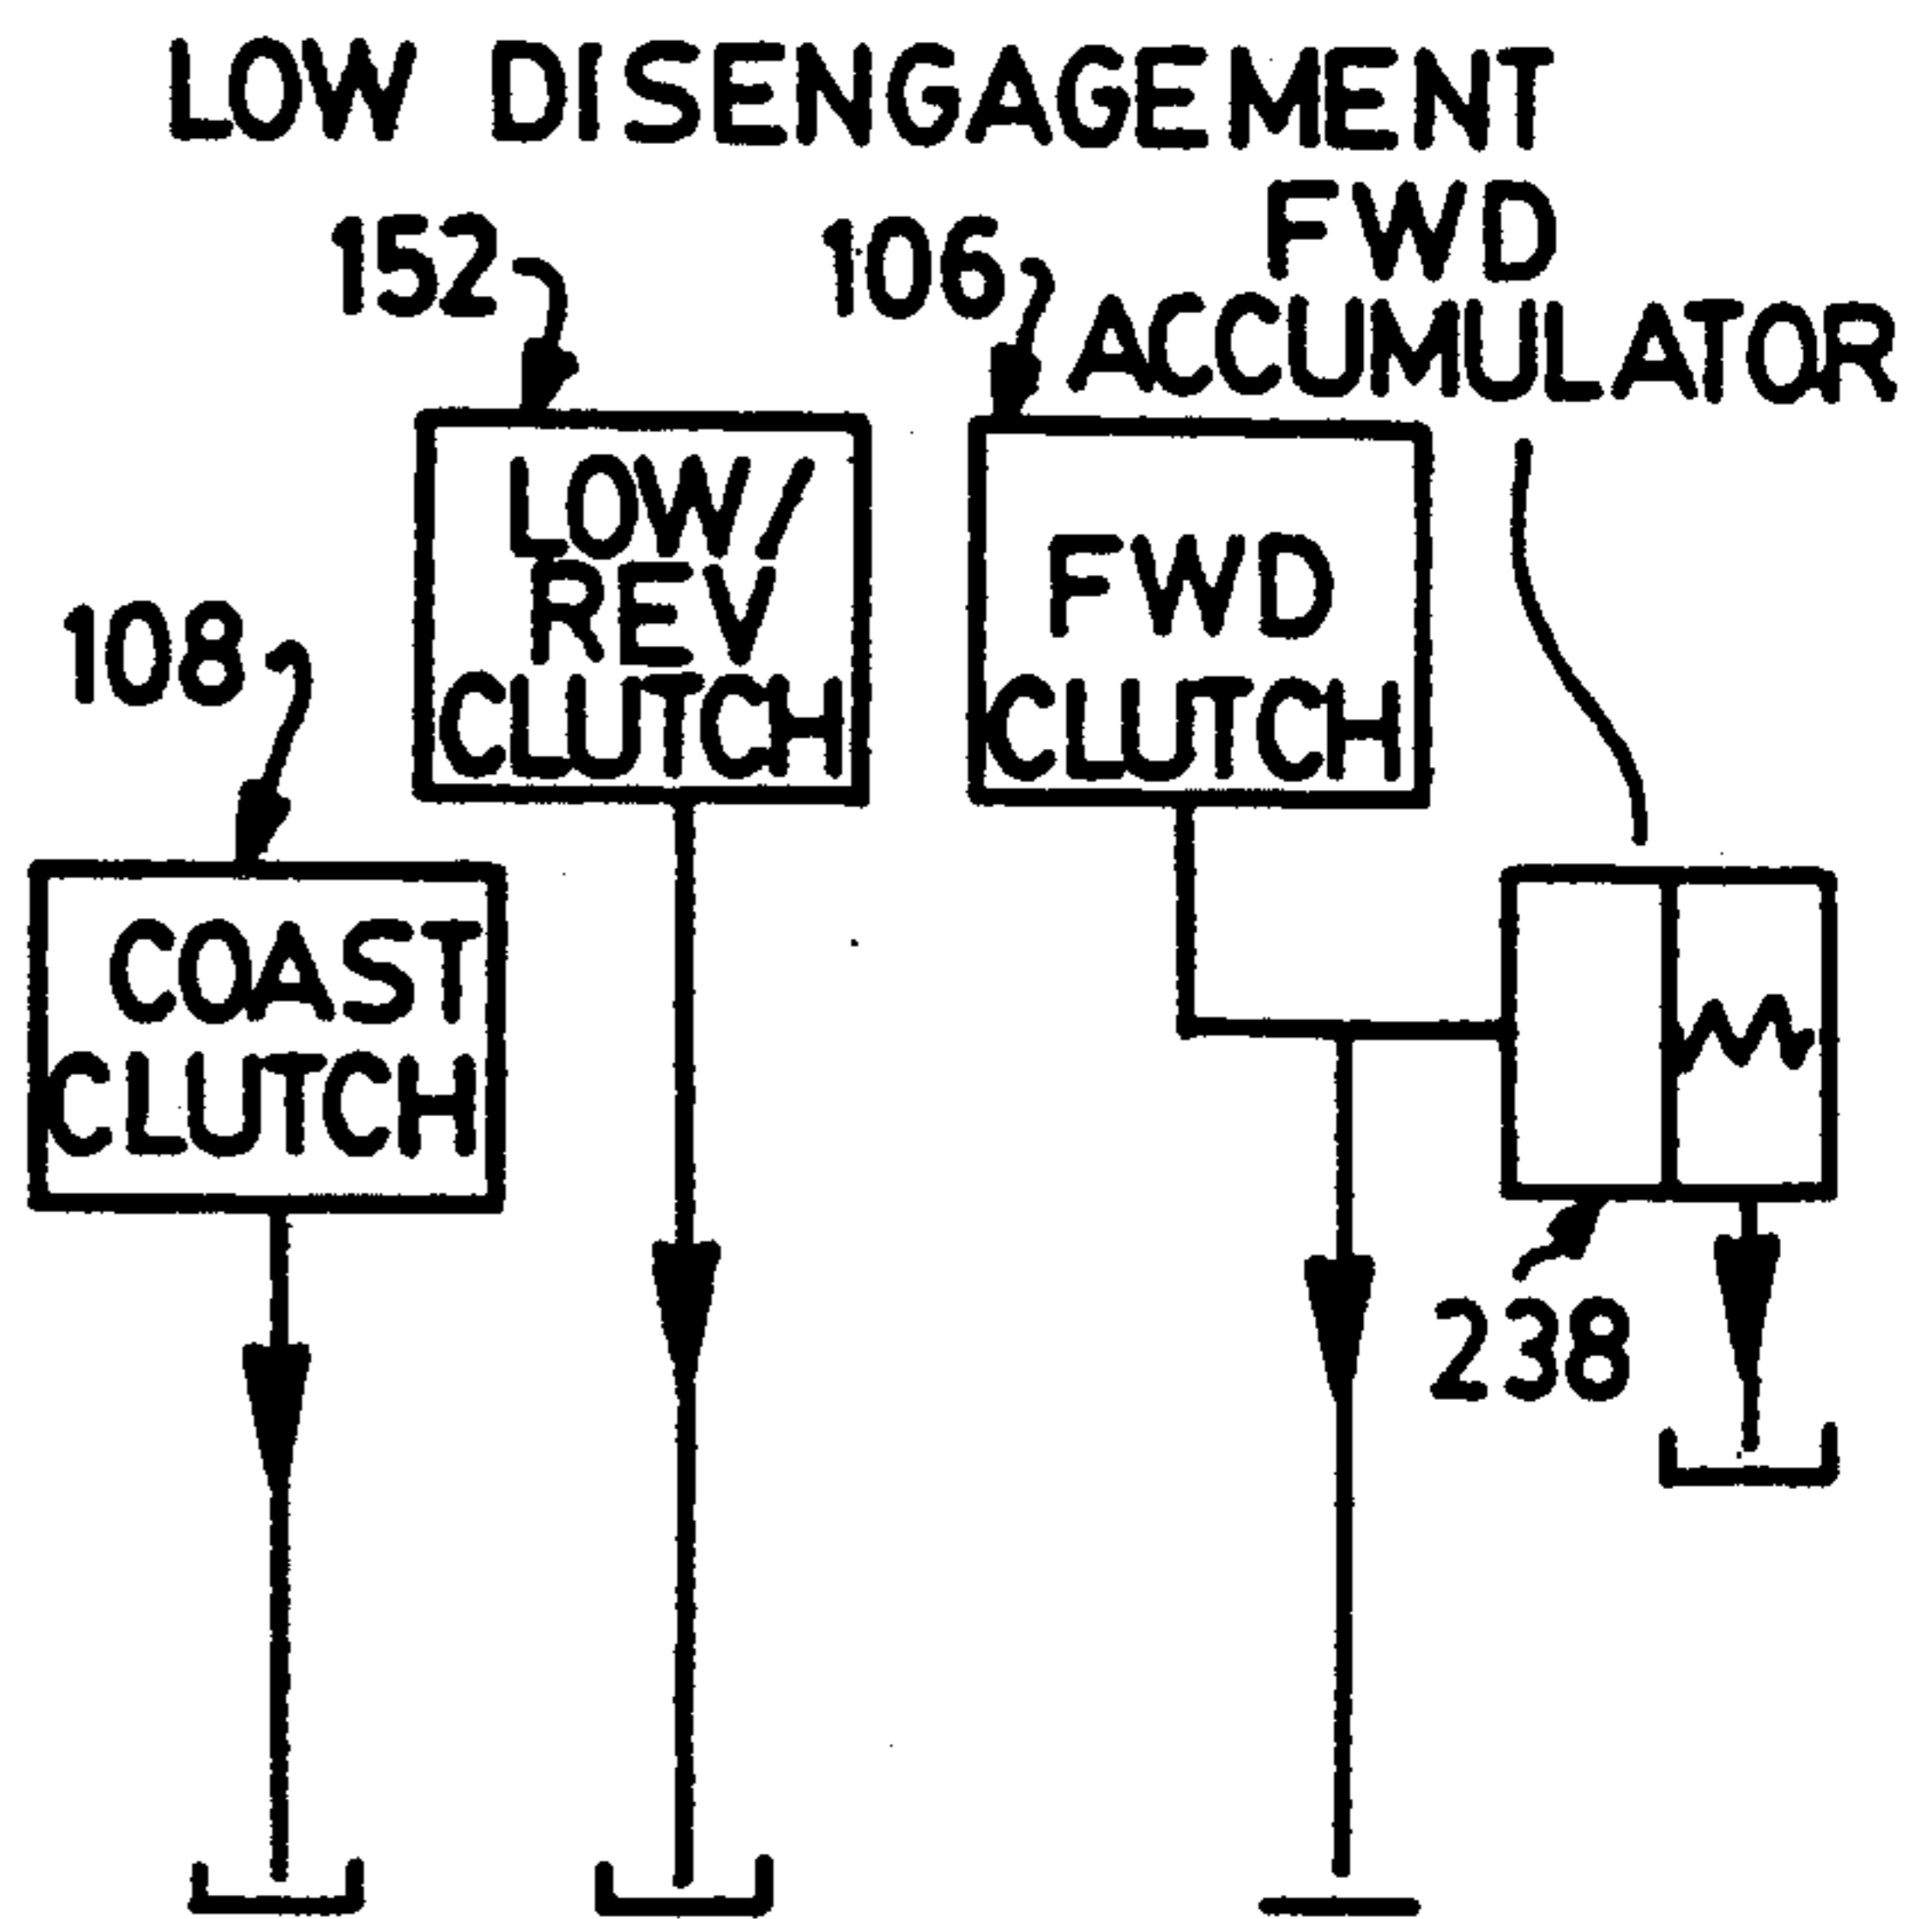 LOW DISENGAGEMENT
152
106
FWD
ACCUMULATOR
LOW/
REV
CLUTCH
FWD
CLUTCH
108
COAST
CLUTCH
238